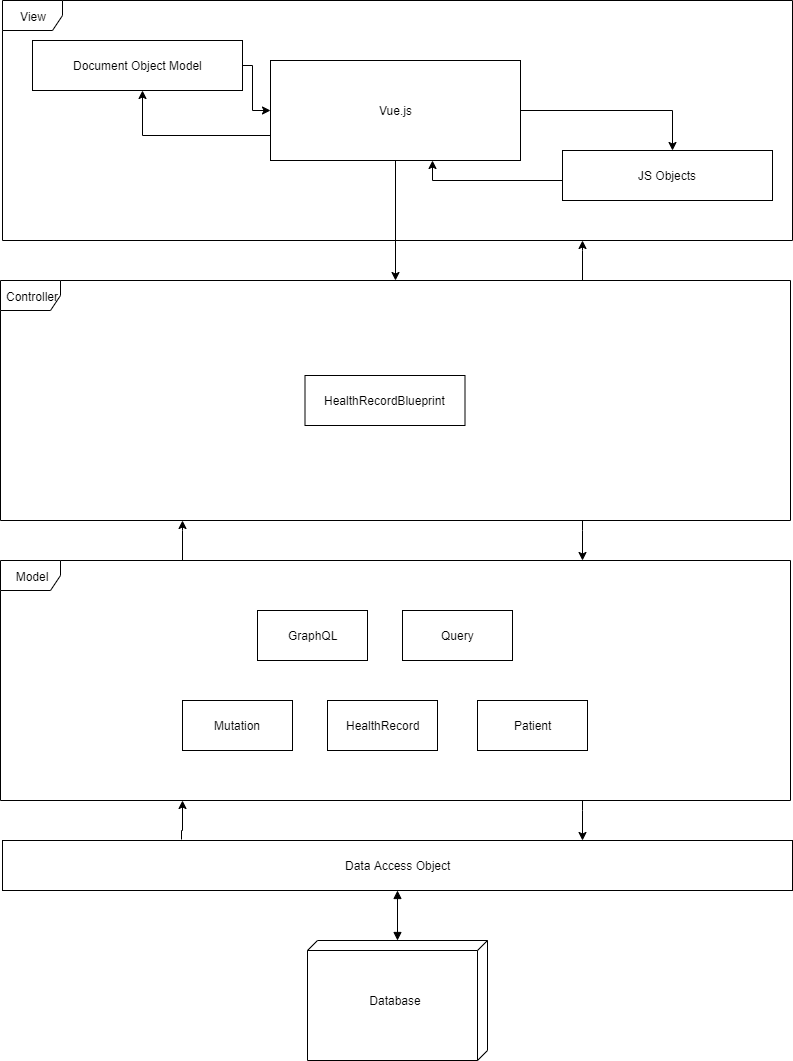 View
Document Object Model
Vue.js
JS Objects
Controller
HealthRecordBlueprint
Model
GraphQL
Query
Mutation
HealthRecord
Patient
Data Access Object
Database